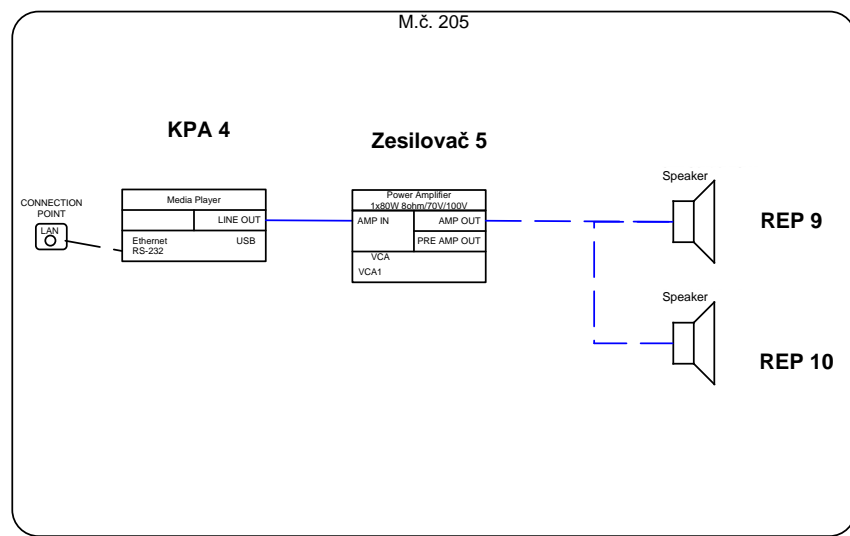 M.č. 205
KPA 4
Zesilovač 5
Speaker
REP 9
CONNECTION
POINT
LAN
Media Player
LINE OUT
Ethernet
RS-232
USB
Power Amplifier
1x80W 8ohm/70V/100V
AMP IN
AMP OUT
PRE AMP OUT
VCA
VCA1
Speaker
REP 10